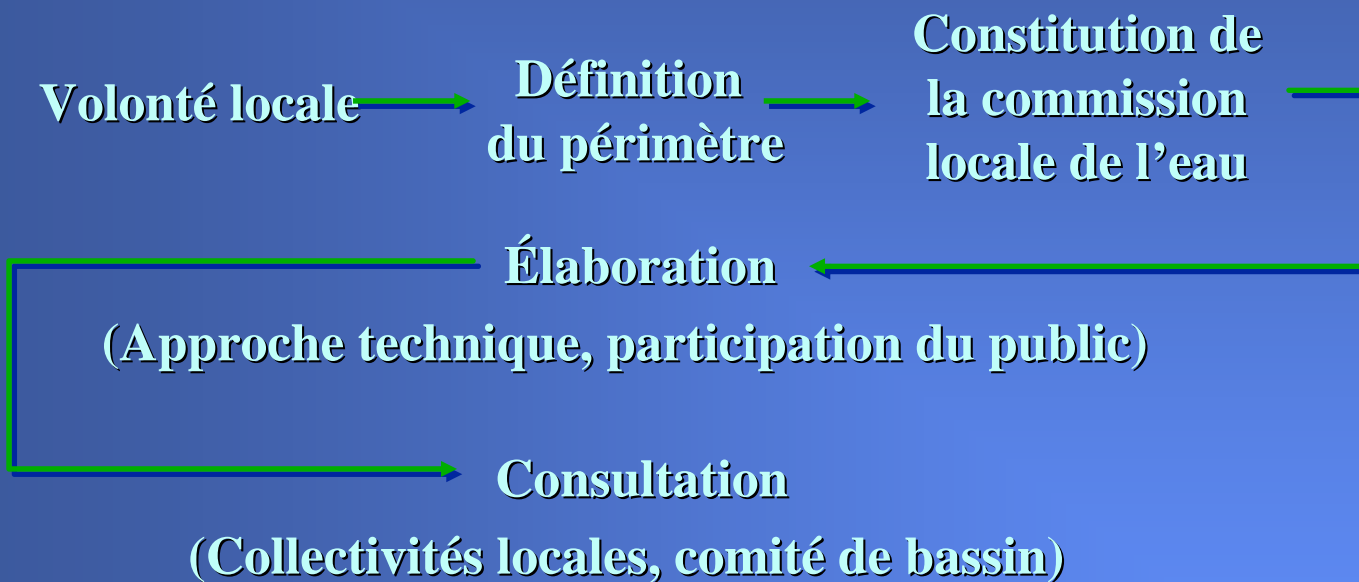 Volonté locale
Définition
du périmètre
Constitution de
la commission
locale de l’eau
Élaboration
(Approche technique, participation du public)
Consultation
(Collectivités locales, comité de bassin)